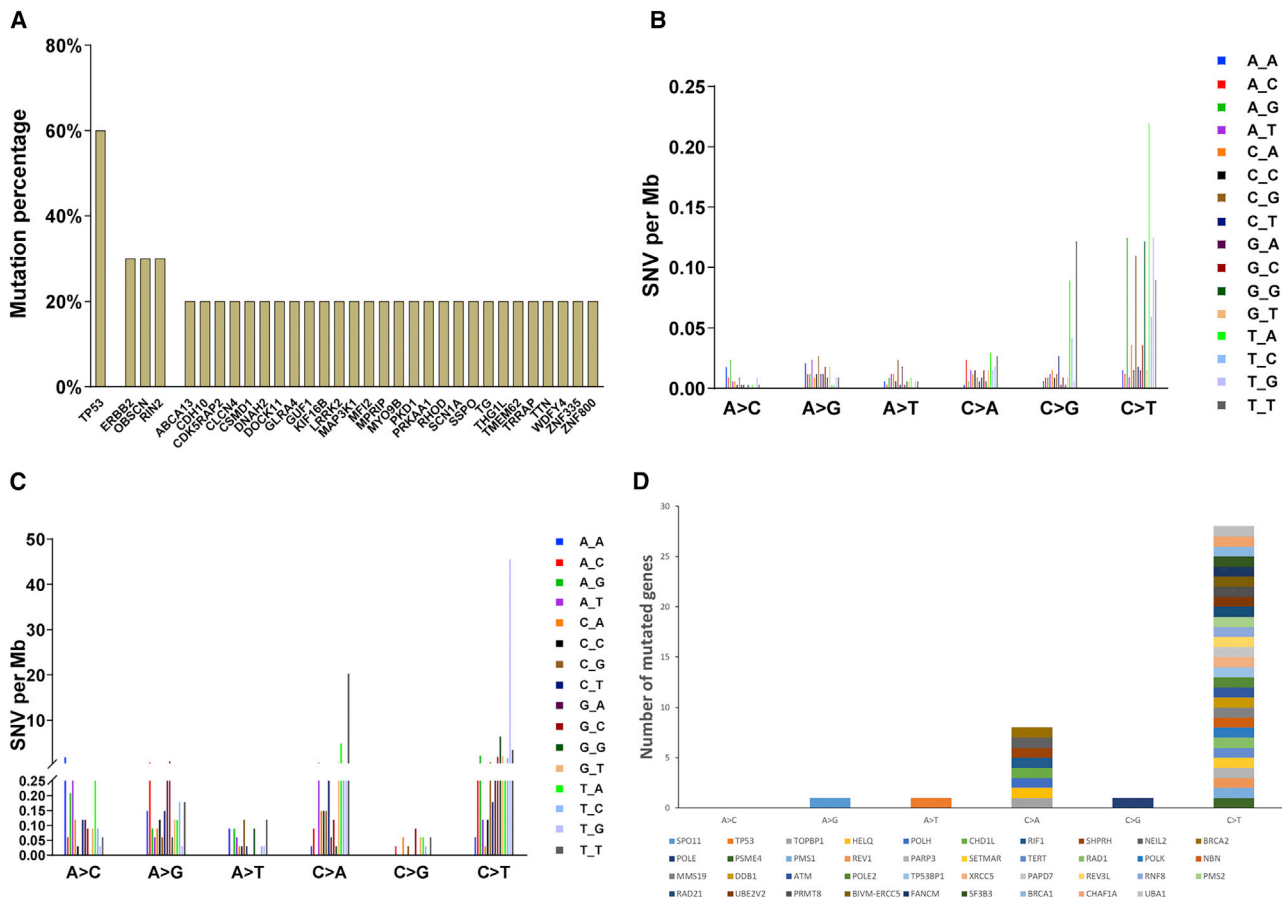 A
Mutation percentage
80%
60%
40%
20%
0%
TP53
ERBB2
OBSCN
RIN2
ABCA13
CDH10
CDK5RAP2
CLCN4
CSMD1
DNAH2
DOCK11
GLRA4
GUF1
KIF16B
LRRK2
MAP3K1
MFI2
MPRIP
MYO9B
PKD1
PRKAA1
RHOD
SCN1A
SSPO
TG
THG1L
TMEM62
TRRAP
TTN
WDFY4
ZNF335
ZNF800
B
SNV per Mb
0.25
0.20
0.15
0.10
0.05
0.00
A>C
A>G
A>T
C>A
C>G
C>T
A_A
A_C
A_G
A_T
C_A
C_C
C_G
C_T
G_A
G_C
G_G
G_T
T_A
T_C
T_G
T_T
C
SNV per Mb
50
40
30
20
10
0.25
0.20
0.15
0.10
0.05
0.00
A>C
A>G
A>T
C>A
C>G
C>T
A_A
A_C
A_G
A_T
C_A
C_C
C_G
C_T
G_A
G_C
G_G
G_T
T_A
T_C
T_G
T_T
D
Number of mutated genes
30
25
20
15
10
5
0
A>C
A>G
A>T
C>A
C>G
C>T
SPO11 TP53 TOPBP1 HELQ POLH CHD1L RIF1 SHPRH NEIL2 BRCA2
POLE PSME4 PMS1 REV1 PARP3 SETMAR TERT RAD1 POLK NBN
MMS19 DDB1 ATM POLE2 TP53BP1 XRCC5 PAPD7 REV3L RNF8 PMS2
RAD21 UBE2V2 PRMT8 BIVM-ERCC5 FANCM SF3B3 BRCA1 CHAF1A UBA1